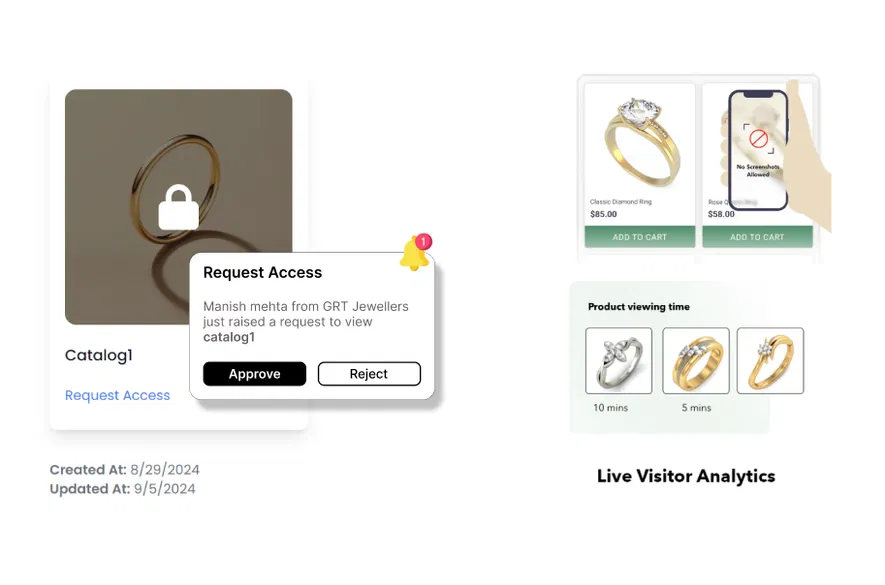 Request Access
1
Manish mehta from GRT Jewellers
just raised a request to view
catalog1
Approve
Reject
Catalog1
Request Access
Created At: 8/29/2024
Updated At: 9/5/2024
Classic Diamond Ring
$85.00
ADD TO CART
No Screenshots
Allowed
Rose Ring
$58.00
ADD TO CART
Product viewing time
10 mins
5 mins
Live Visitor Analytics